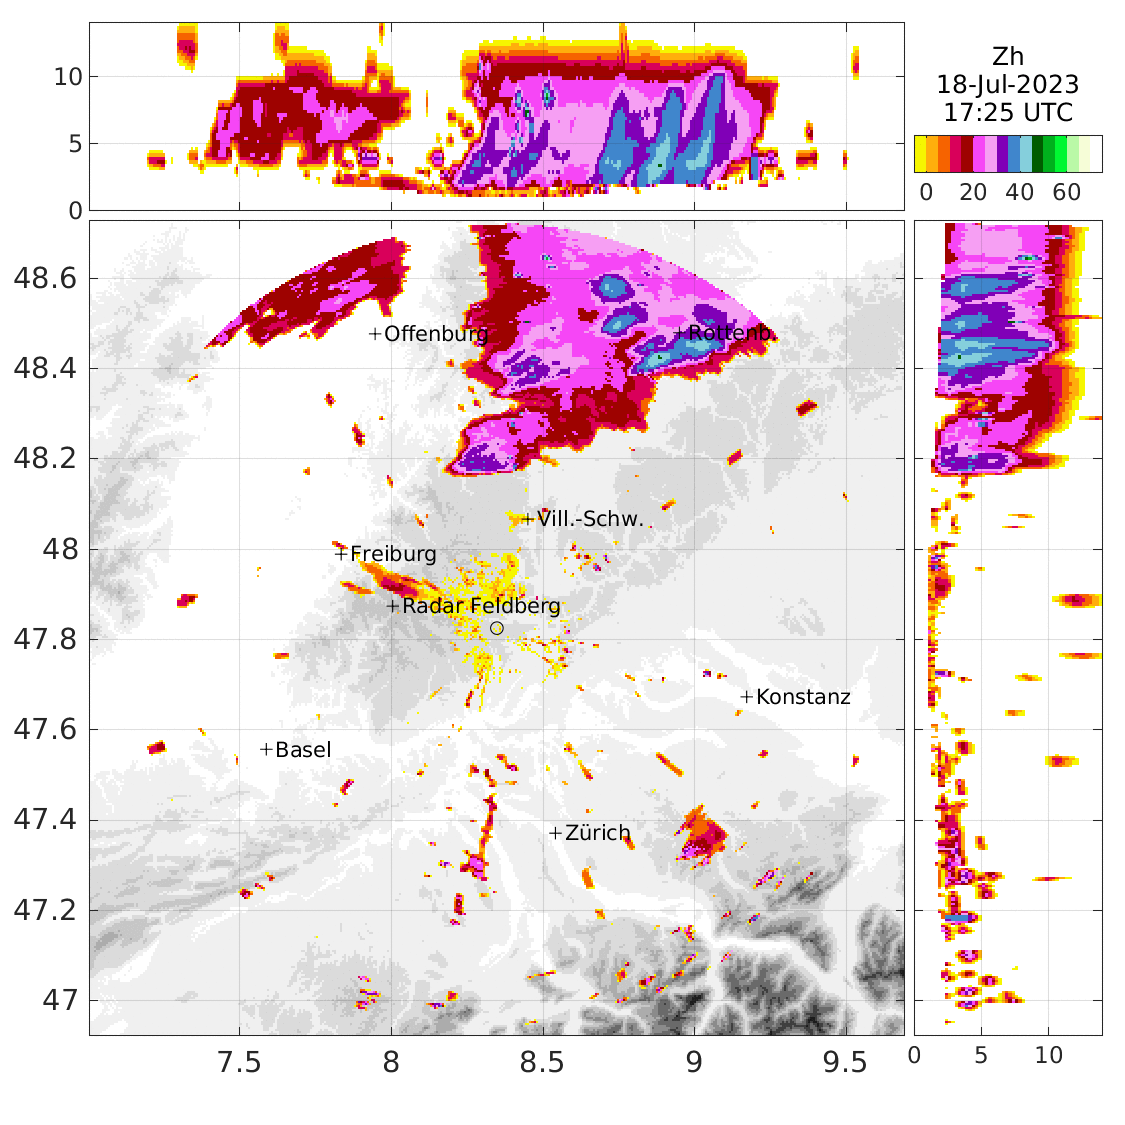 Zh
18-Jul-2023
17:25 UTC
10
5
0
0 20 40 60
48.6
48.4
48.2
48
47.8
47.6
47.4
47.2
47
+Offenburg
+Rottenb.
+Vill.-Schw.
+Freiburg
+Radar Feldberg
+Konstanz
+Basel
+Zürich
7.5 8 8.5 9 9.5
0 5 10